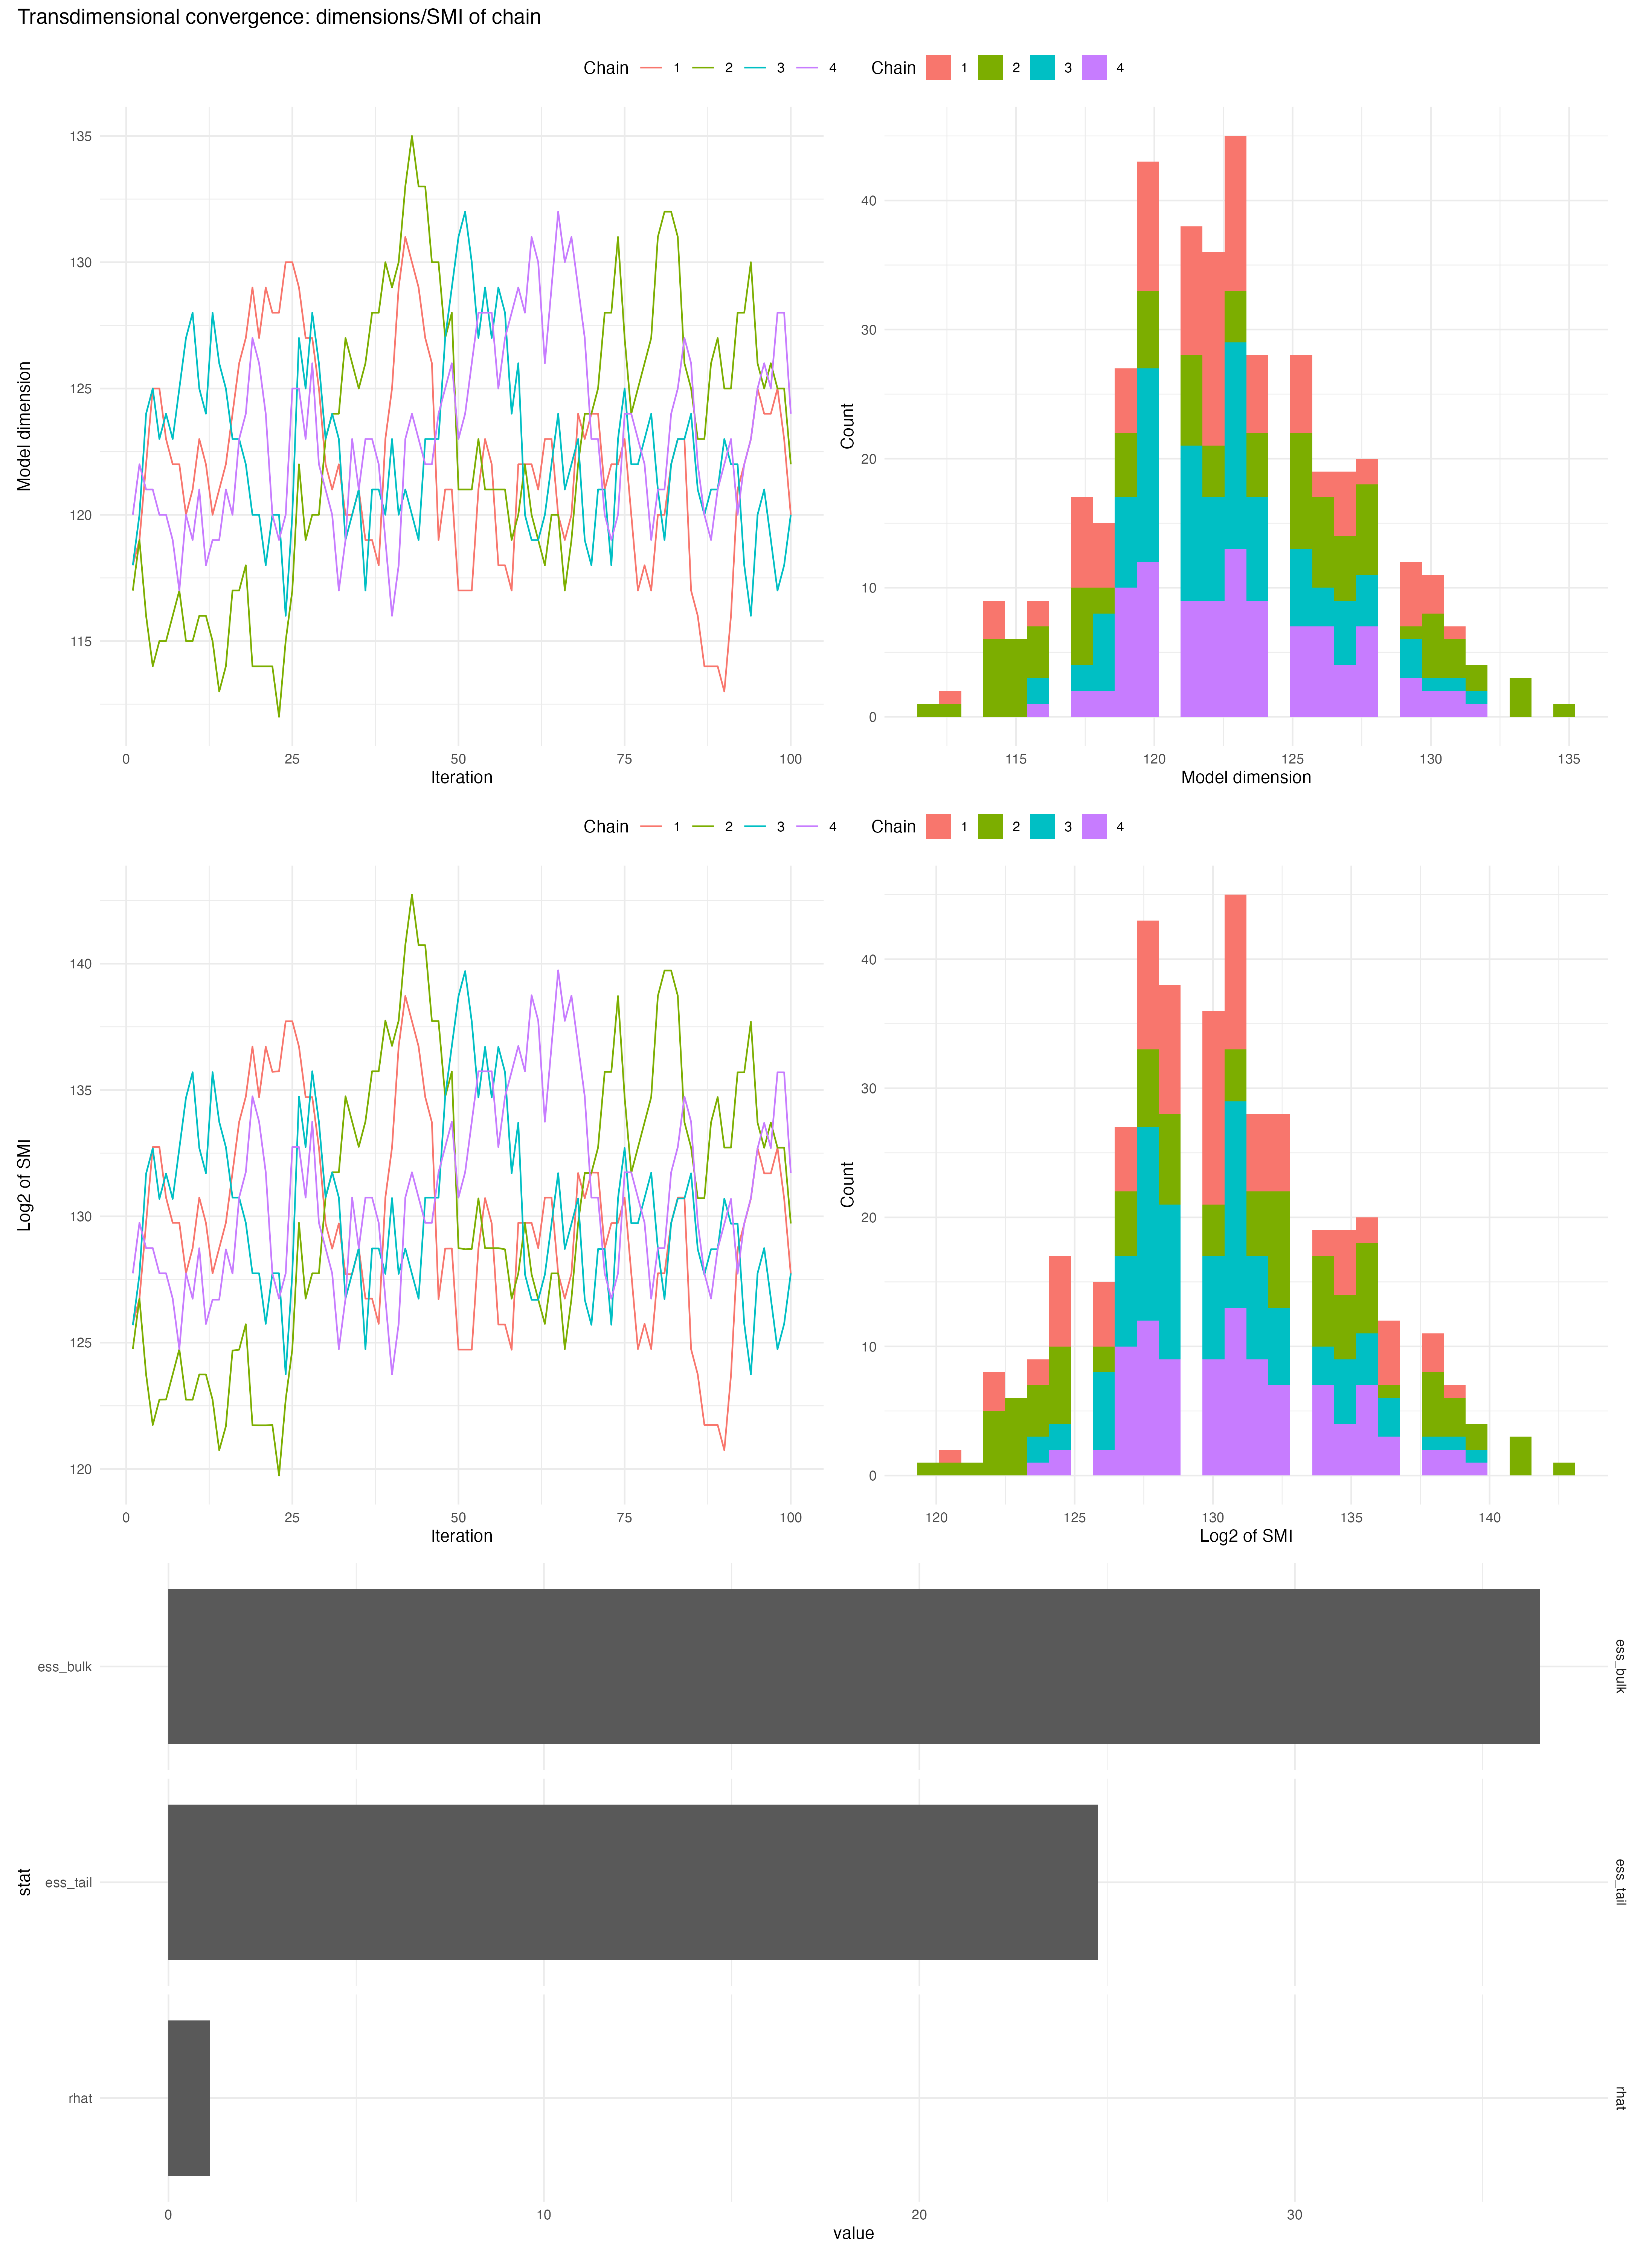 Transdimensional convergence: dimensions/SMI of chain
Chain 1 2 3 4 Chain 1 2 3 4
135
130
125
120
115
Model dimension
0 25 50 75 100
Iteration
40
30
20
10
0
Count
115 120 125 130 135
Model dimension
Chain 1 2 3 4 Chain 1 2 3 4
140
135
130
125
120
Log2 of SMI
0 25 50 75 100
Iteration
40
30
20
10
0
Count
120 125 130 135 140
Log2 of SMI
ess_bulk
ess_bulk
stat
ess_tail
ess_tail
rhat
rhat
0 10 20 30
value